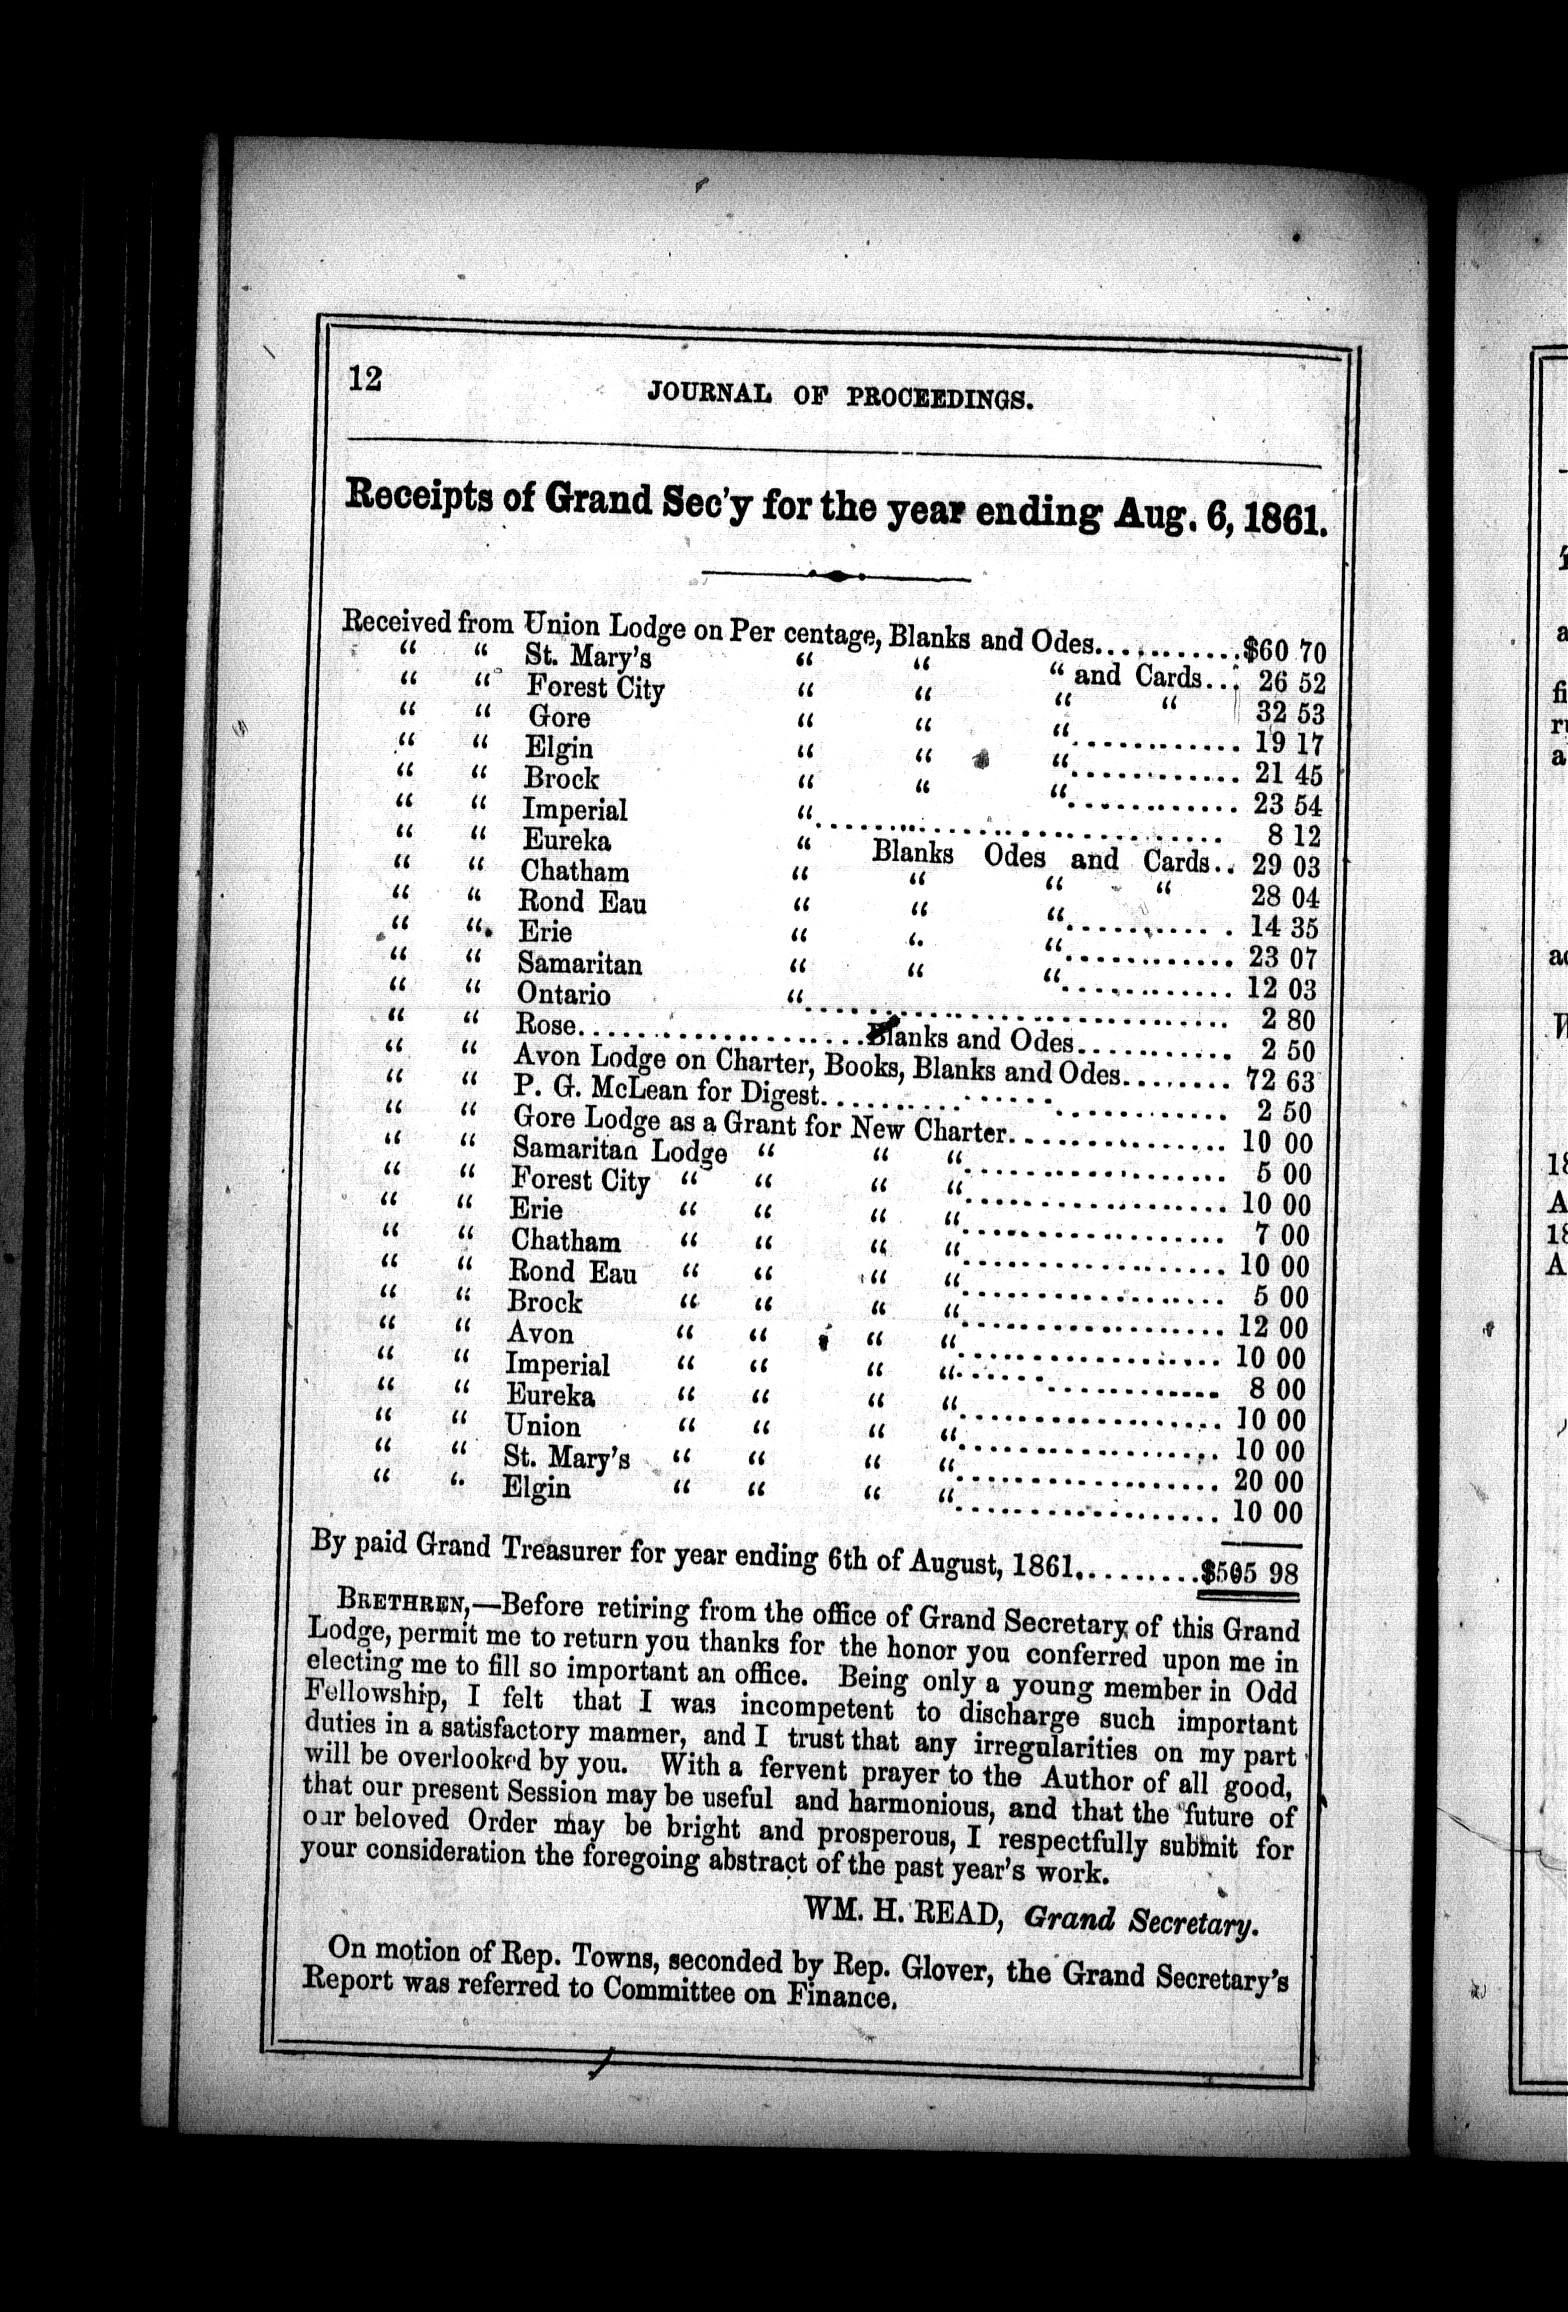 12 JOURNAL OF PROCEEDINGS.
Receipts of Grand Sec'y for the year ending Aug. 6, 1861.
Received from Union Lodge on Per centage, Blanks and Odes............$60 70
" " St. Mary's " " " and Cards... 26 52
" " Forest City " " " " 32 53
" " Gore " " "............ 19 17
" " Elgin " " "............ 21 45
" " Brock " " "............ 23 54
" " Imperial "............................ 8 12
" " Eureka " Blanks Odes and Cards.. 29 03
" " Chatham " " " " 28 04
" " Rond Eau " " "........... 14 35
" " Erie " " "............ 23 07
" " Samaritan " " "............ 12 03
" " Ontario "............................ 2 80
" " Rose....................Blanks and Odes............ 2 50
" " Avon Lodge on Charter, Books, Blanks and Odes........ 72 63
" " P. G. McLean for Digest............................ 2 50
" " Gore Lodge as a Grant for New Charter............... 10 00
" " Samaritan Lodge " " "................... 5 00
" " Forest City " " " "................... 10 00
" " Erie " " " "................... 7 00
" " Chatham " " " "................... 10 00
" " Rond Eau " " " "................... 5 00
" " Brock " " " "................... 12 00
" " Avon " " " "................... 10 00
" " Imperial " " " "................... 8 00
" " Eureka " " " "................... 10 00
" " Union " " " "................... 10 00
" " St. Mary's " " " "................... 20 00
" " Elgin " " " "................... 10 00
By paid Grand Treasurer for year ending 6th of August, 1861..........$505 98
BRETHREN,—Before retiring from the office of Grand Secretary of this Grand
Lodge, permit me to return you thanks for the honor you conferred upon me in
electing me to fill so important an office. Being only a young member in Odd
Fellowship, I felt that I was incompetent to discharge such important
duties in a satisfactory manner, and I trust that any irregularities on my part
will be overlooked by you. With a fervent prayer to the Author of all good,
that our present Session may be useful and harmonious, and that the future of
our beloved Order may be bright and prosperous, I respectfully submit for
your consideration the foregoing abstract of the past year's work.
WM. H. READ, Grand Secretary.
On motion of Rep. Towns, seconded by Rep. Glover, the Grand Secretary's
Report was referred to Committee on Finance.